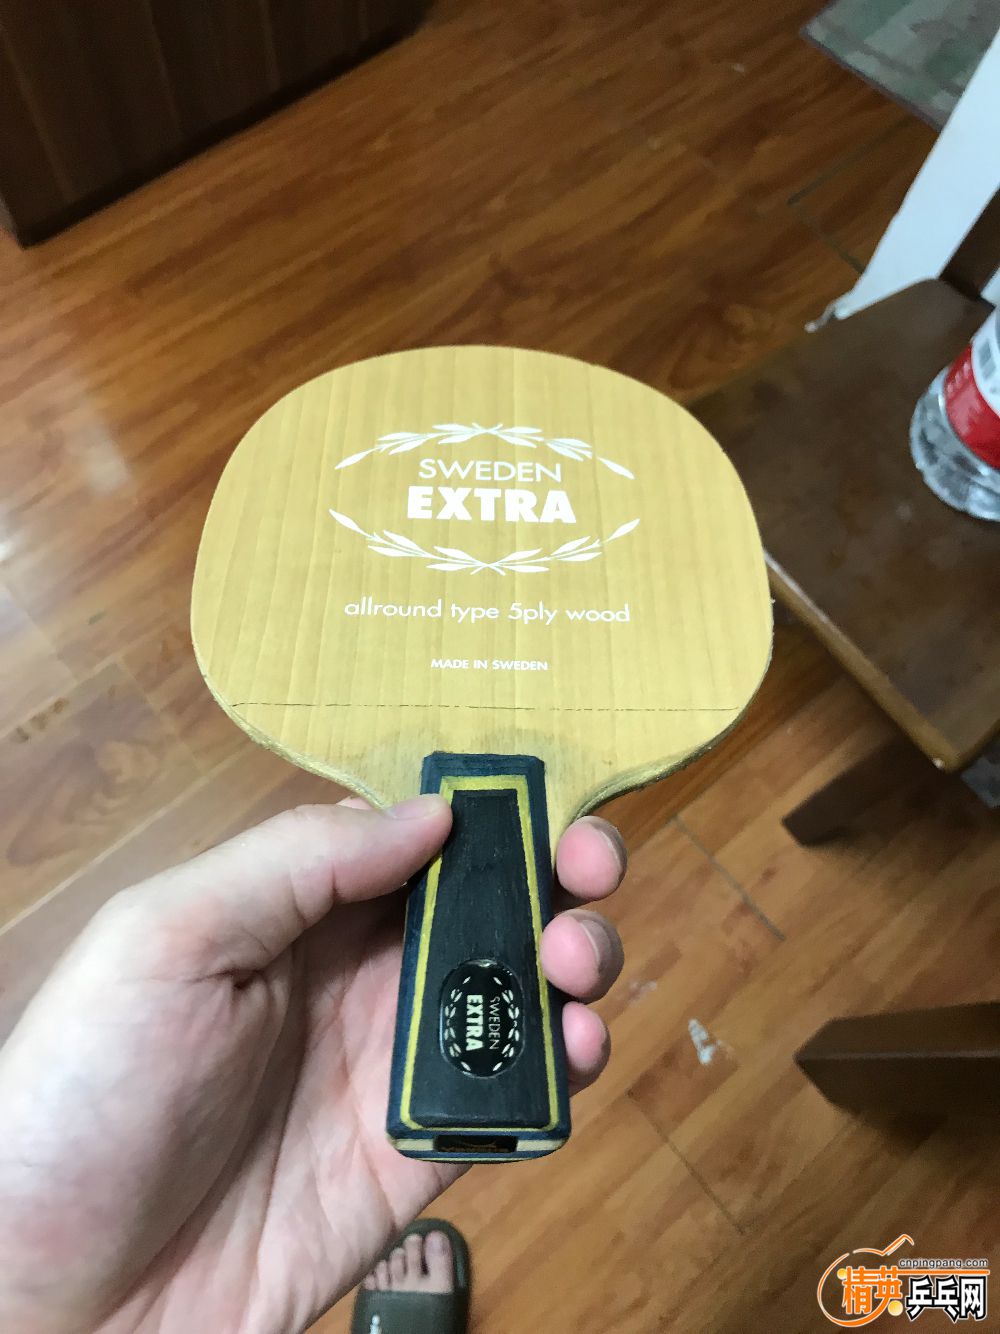 SWEDEN
EXTRA
allround type 5ply wood
MADE IN SWEDEN
SWEDEN
EXTRA
cnpingpang.com
精英乒乓网